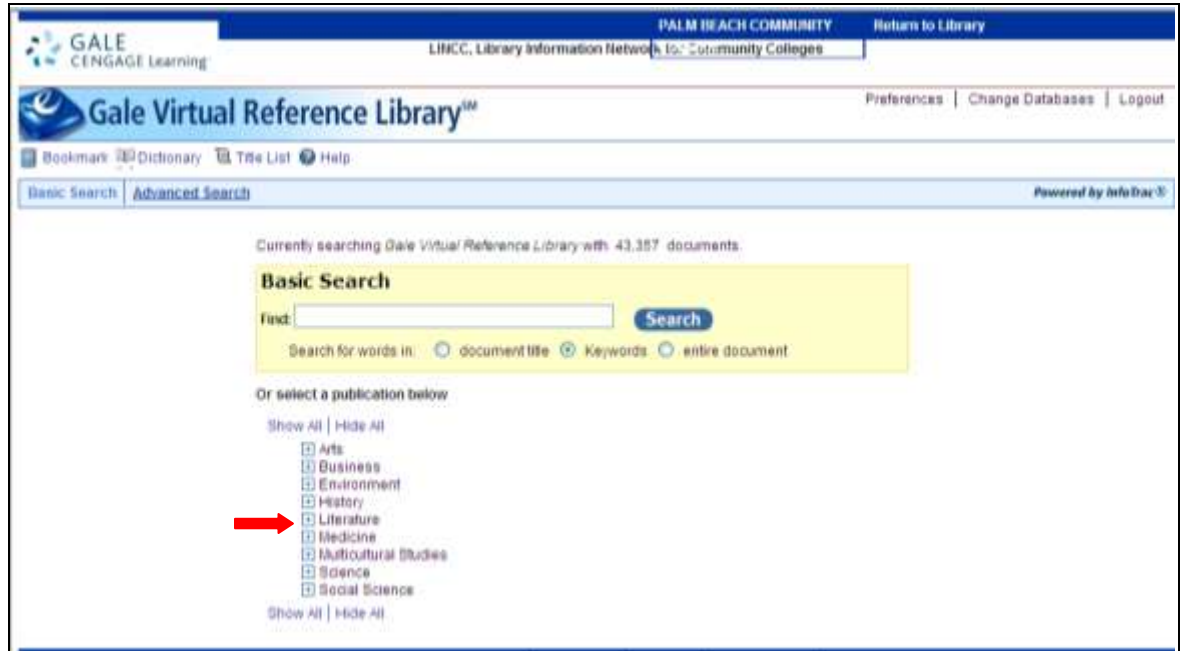 PALM BEACH COMMUNITY Return to Library
GALE
CENGAGE Learning
LINCC, Library Information Network for Community Colleges
Gale Virtual Reference Library℠
Preferences | Change Databases | Logout
Bookmark Dictionary Title List Help
Basic Search | Advanced Search Powered by InfoTrac®
Currently searching Gale Virtual Reference Library with 43,357 documents.
Basic Search
Find: Search
Search for words in: document title Keywords entire document
Or select a publication below
Show All | Hide All
Arts
Business
Environment
History
Literature
Medicine
Multicultural Studies
Science
Social Science
Show All | Hide All